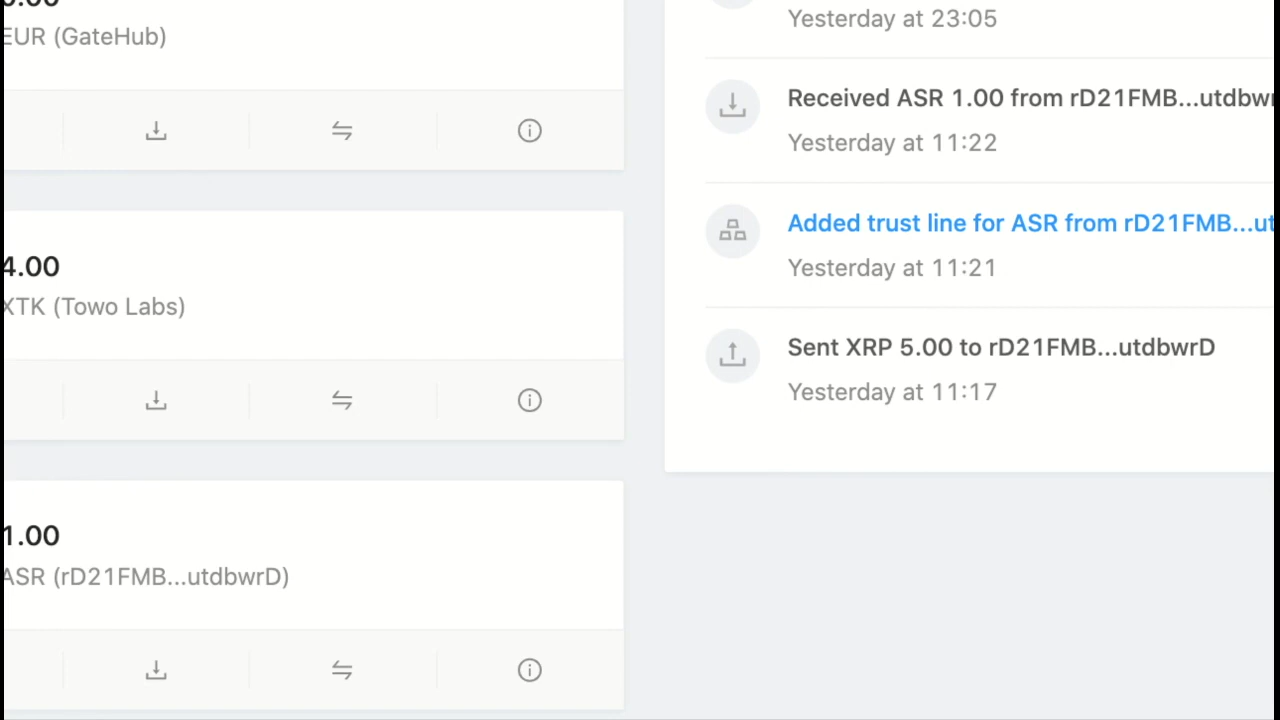 EUR (GateHub)
4.00
XTK (Towo Labs)
1.00
ASR (rD21FMB...utdbwrD)
Yesterday at 23:05
Received ASR 1.00 from rD21FMB...utdbw
Yesterday at 11:22
Added trust line for ASR from rD21FMB...ut
Yesterday at 11:21
Sent XRP 5.00 to rD21FMB...utdbwrD
Yesterday at 11:17